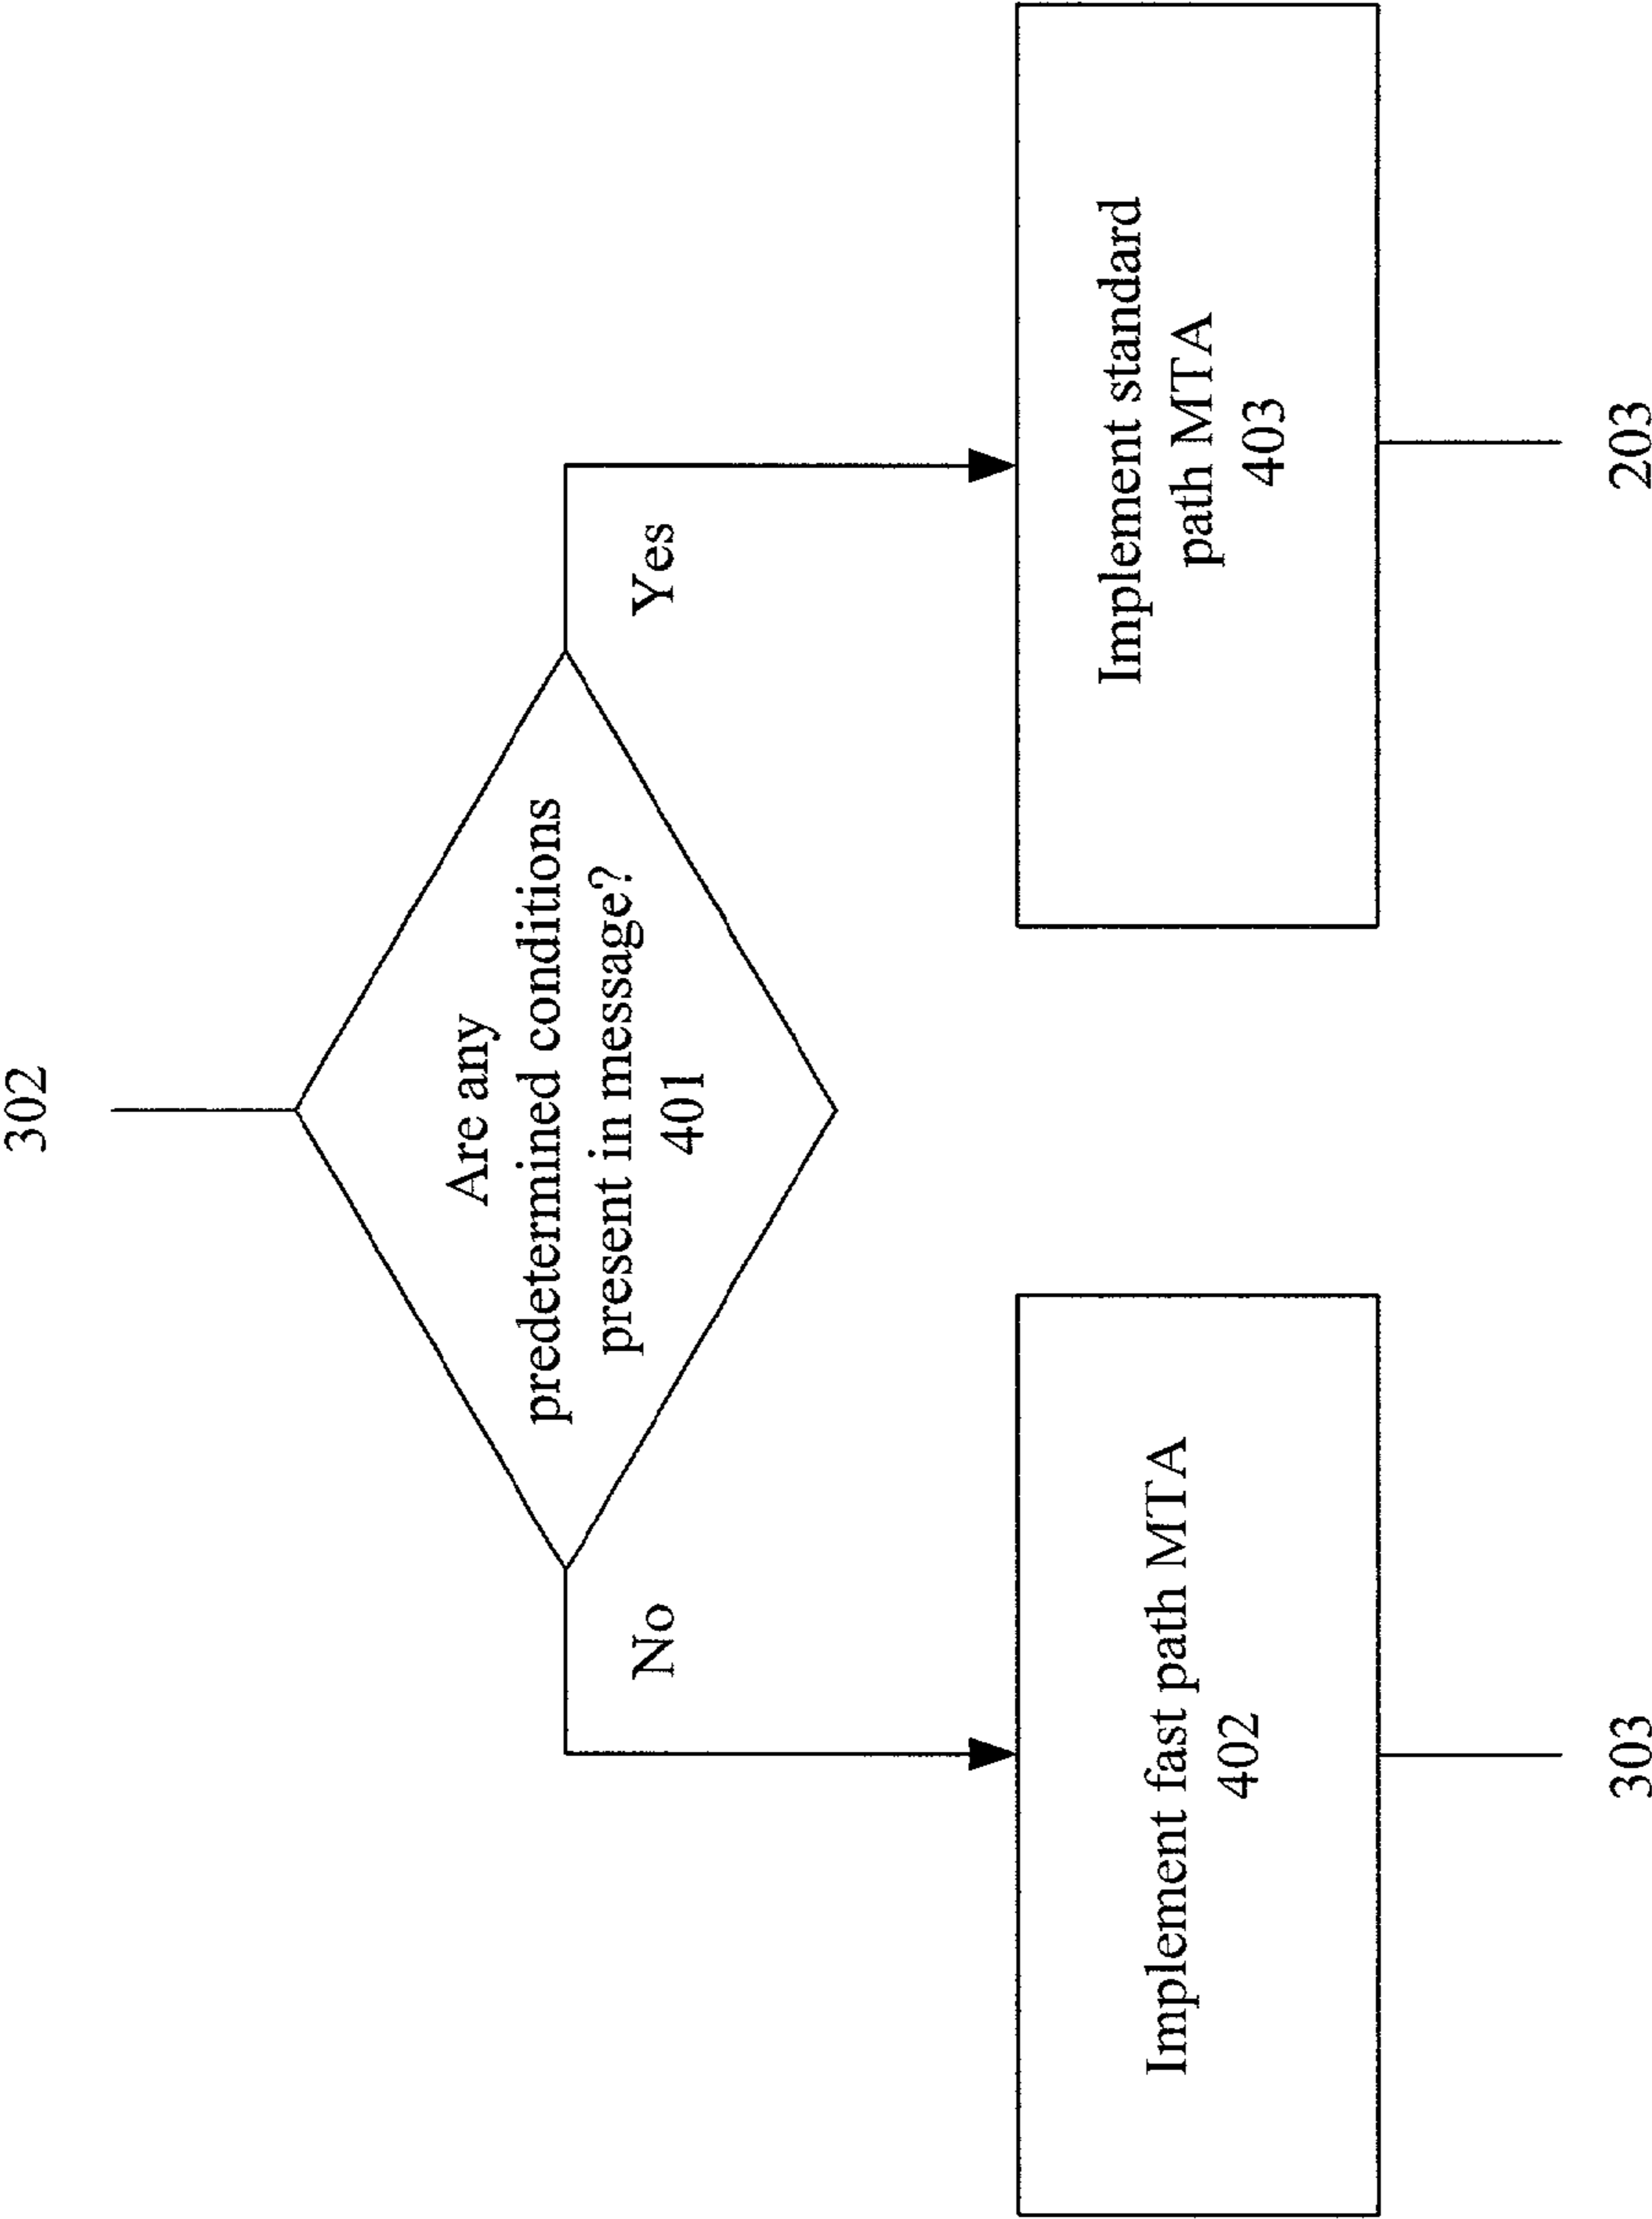 302
Are any
predetermined conditions
present in message?
401
No
Yes
Implement fast path MTA
402
Implement standard
path MTA
403
303
203